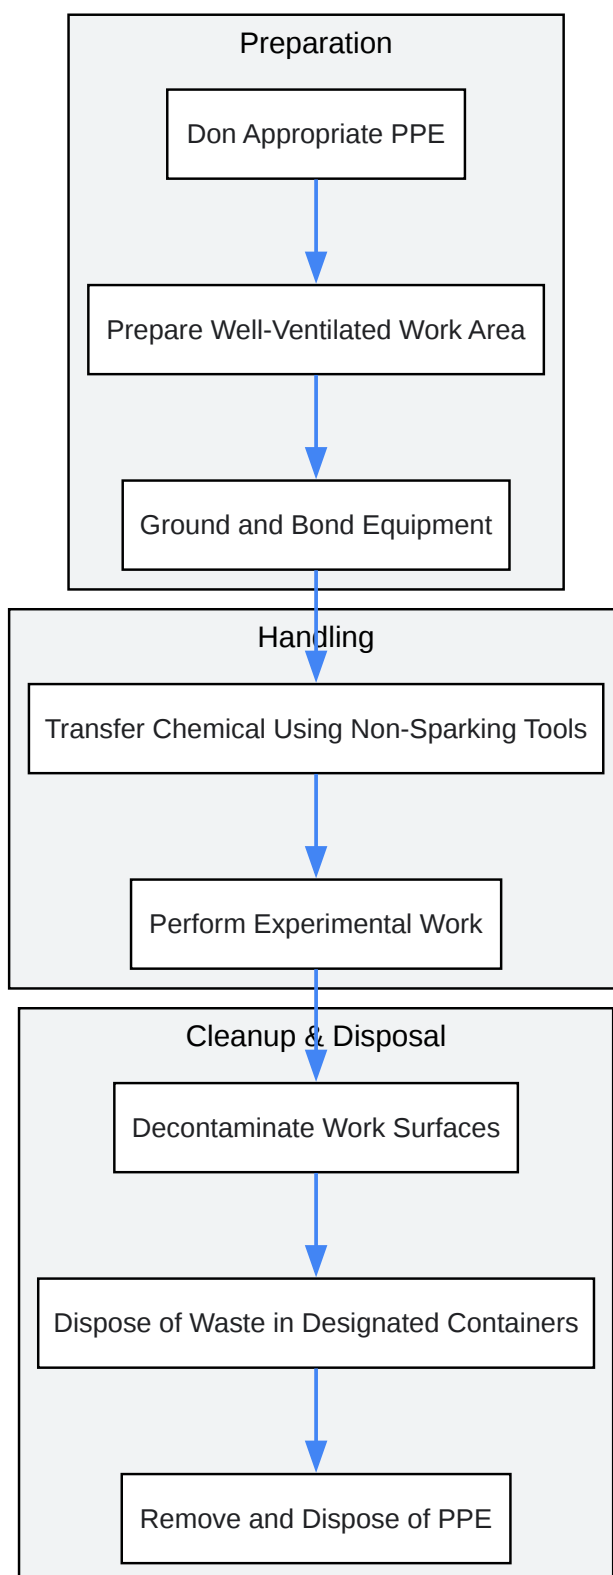 Preparation
Don Appropriate PPE
Prepare Well-Ventilated Work Area
Ground and Bond Equipment
Handling
Transfer Chemical Using Non-Sparking Tools
Perform Experimental Work
Cleanup & Disposal
Decontaminate Work Surfaces
Dispose of Waste in Designated Containers
Remove and Dispose of PPE